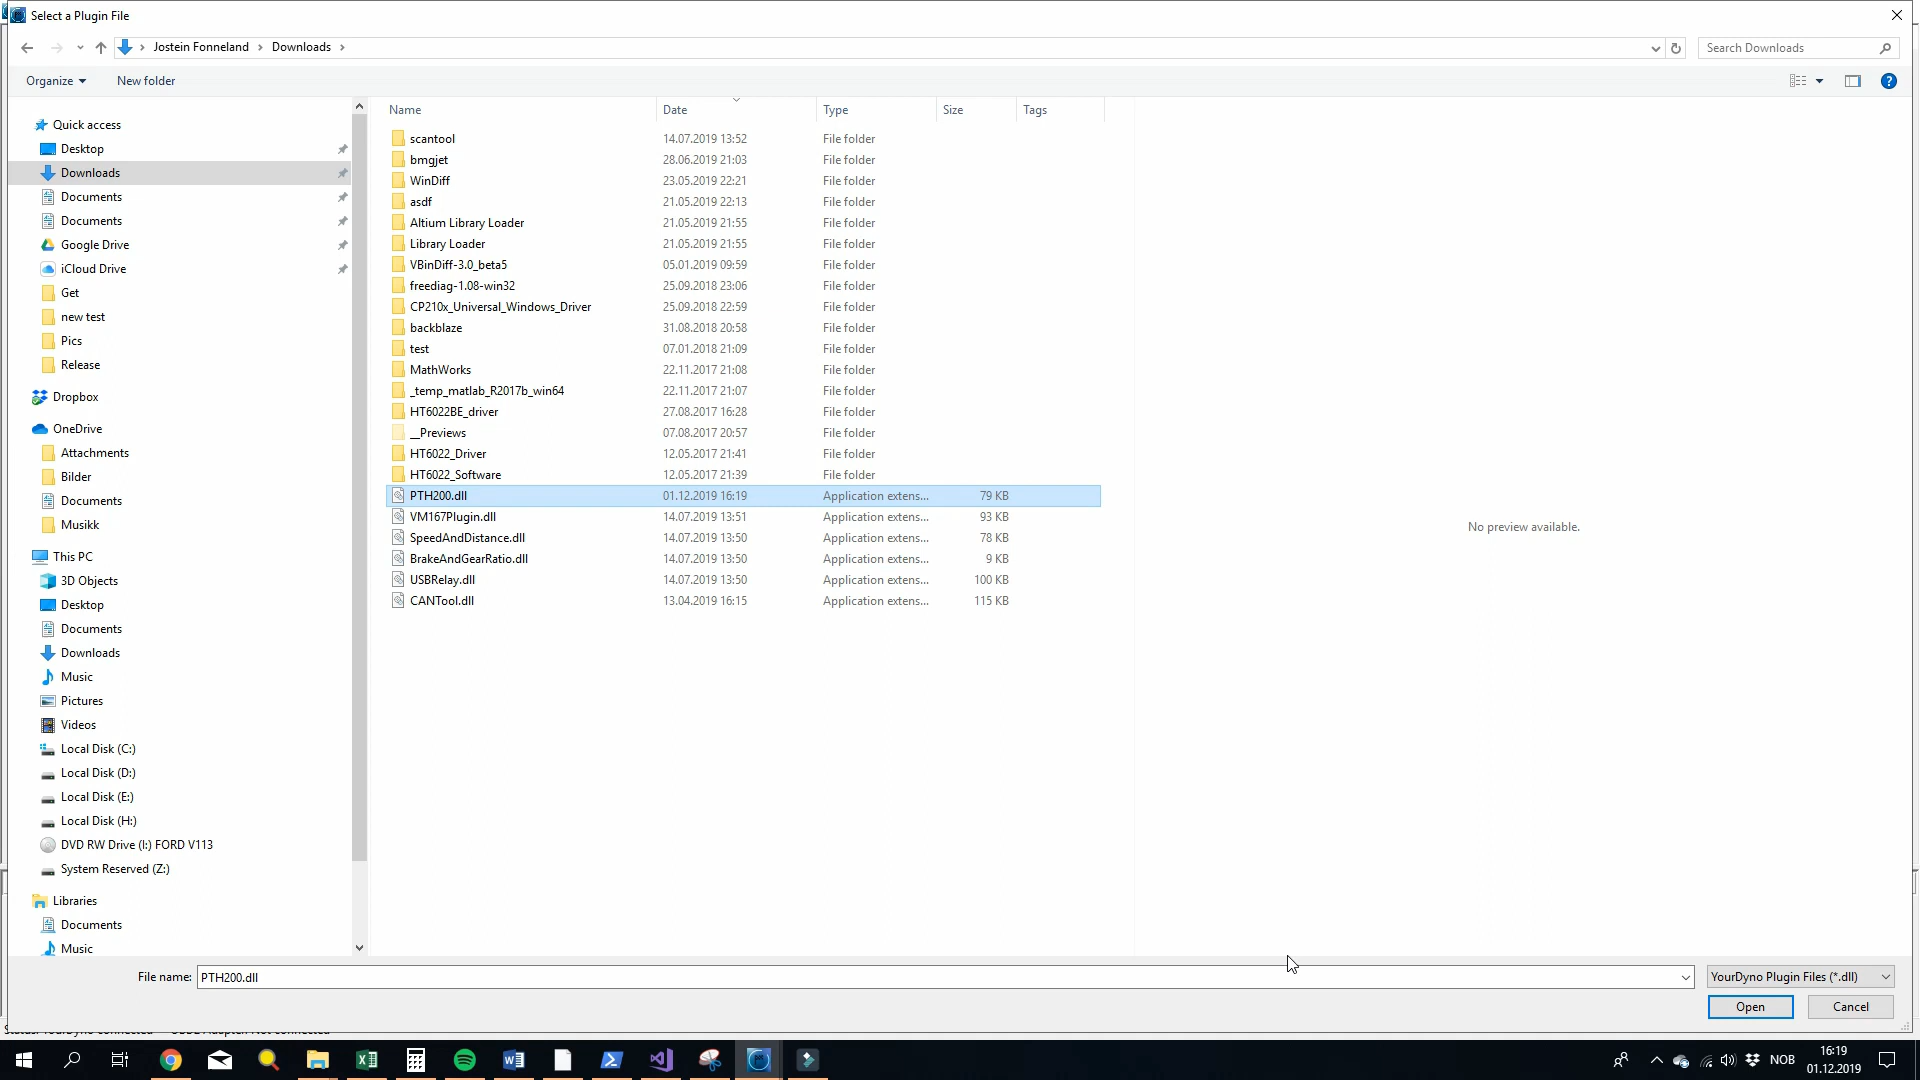 Select a Plugin File
Jostein Fonneland
Downloads
Search Downloads
Organize
New folder
Name
Date
Type
Size
Tags
Quick access
Desktop
Downloads
Documents
Documents
Google Drive
iCloud Drive
Get
new test
Pics
Release
Dropbox
OneDrive
Attachments
Bilder
Documents
Musikk
This PC
3D Objects
Desktop
Documents
Downloads
Music
Pictures
Videos
Local Disk (C:)
Local Disk (D:)
Local Disk (E:)
Local Disk (H:)
DVD RW Drive (I:) FORD V113
System Reserved (Z:)
Libraries
Documents
Music
scantool 14.07.2019 13:52 File folder
bmgjet 28.06.2019 21:03 File folder
WinDiff 23.05.2019 22:21 File folder
asdf 21.05.2019 22:13 File folder
Altium Library Loader 21.05.2019 21:55 File folder
Library Loader 21.05.2019 21:55 File folder
VBinDiff-3.0_beta5 05.01.2019 09:59 File folder
freediag-1.08-win32 25.09.2018 23:06 File folder
CP210x_Universal_Windows_Driver 25.09.2018 22:59 File folder
backblaze 31.08.2018 20:58 File folder
test 07.01.2018 21:09 File folder
MathWorks 22.11.2017 21:08 File folder
_temp_matlab_R2017b_win64 22.11.2017 21:07 File folder
HT6022BE_driver 27.08.2017 16:28 File folder
__Previews 07.08.2017 20:57 File folder
HT6022_Driver 12.05.2017 21:41 File folder
HT6022_Software 12.05.2017 21:39 File folder
PTH200.dll 01.12.2019 16:19 Application extens... 79 KB
VM167Plugin.dll 14.07.2019 13:51 Application extens... 93 KB
SpeedAndDistance.dll 14.07.2019 13:50 Application extens... 78 KB
BrakeAndGearRatio.dll 14.07.2019 13:50 Application extens... 9 KB
USBRelay.dll 14.07.2019 13:50 Application extens... 100 KB
CANTool.dll 13.04.2019 16:15 Application extens... 115 KB
No preview available.
File name: PTH200.dll
YourDyno Plugin Files (*.dll)
Open
Cancel
NOB
16:19
01.12.2019